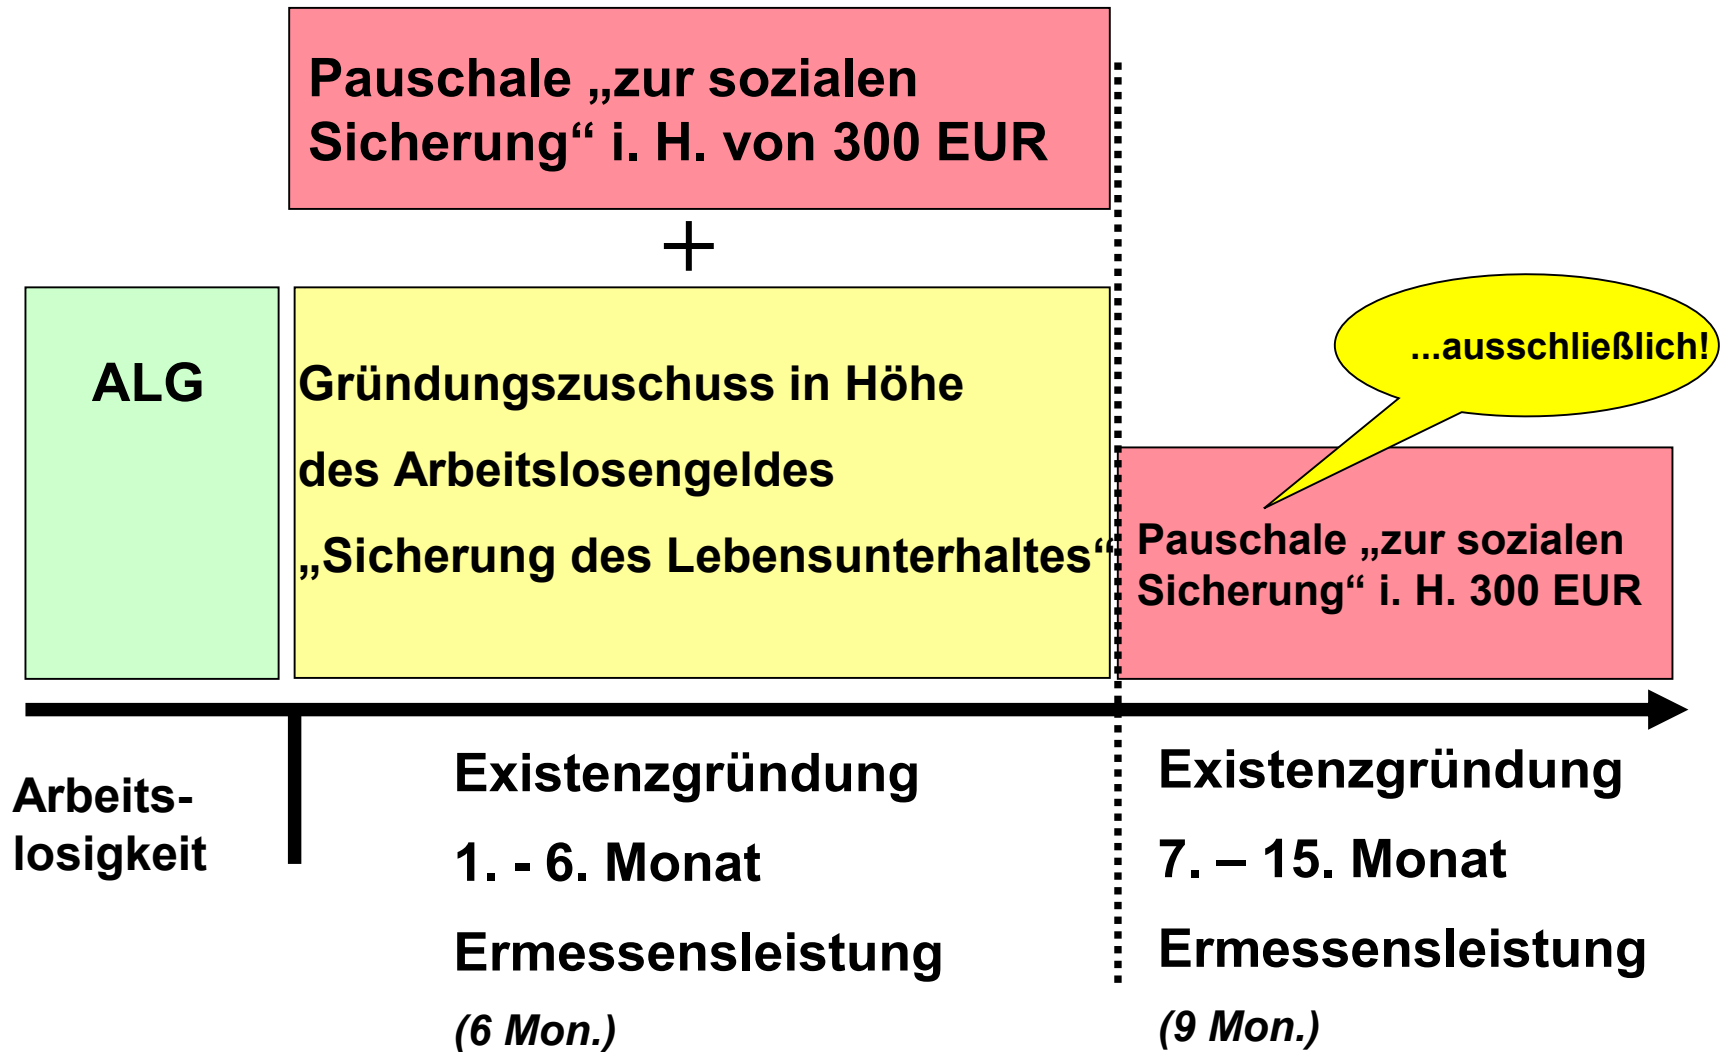 Pauschale „zur sozialen
Sicherung“ i. H. von 300 EUR
+
ALG
Gründungszuschuss in Höhe
des Arbeitslosengeldes
„Sicherung des Lebensunterhaltes“
...ausschließlich!
Pauschale „zur sozialen
Sicherung“ i. H. 300 EUR
Arbeits-
losigkeit
Existenzgründung
1. - 6. Monat
Ermessensleistung
(6 Mon.)
Existenzgründung
7. – 15. Monat
Ermessensleistung
(9 Mon.)